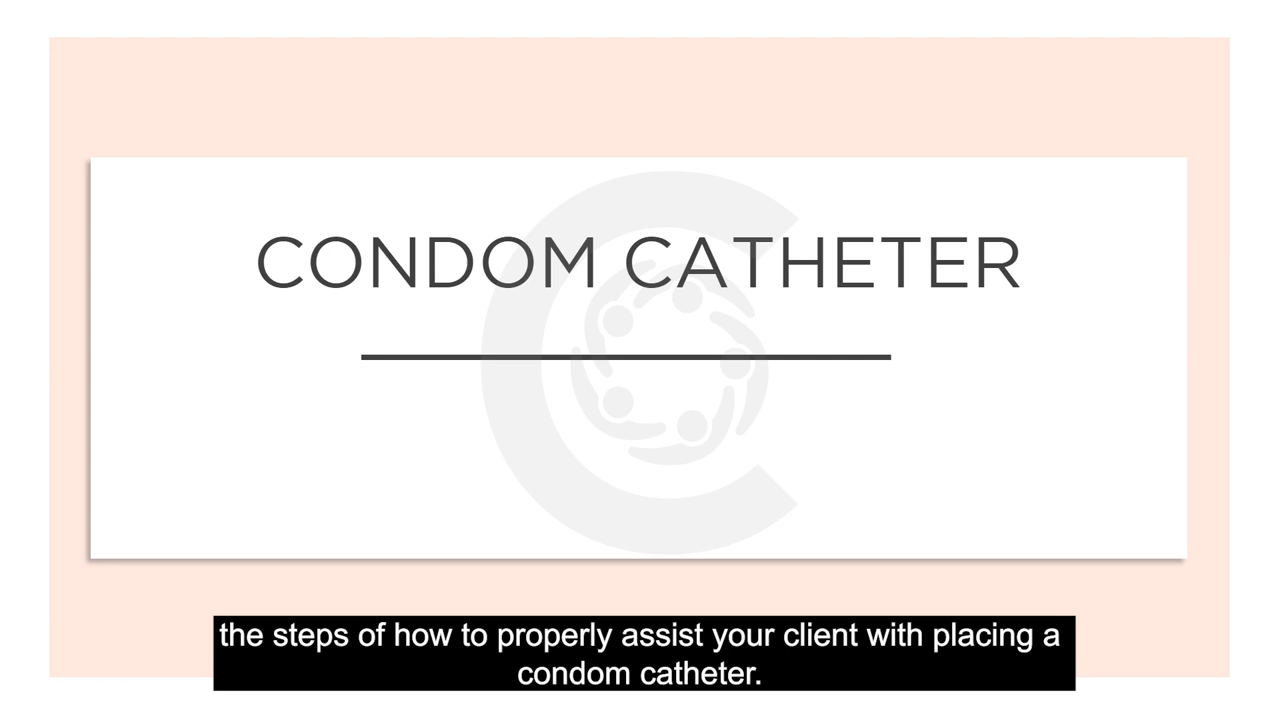 CONDOM CATHETER
the steps of how to properly assist your client with placing a
condom catheter.